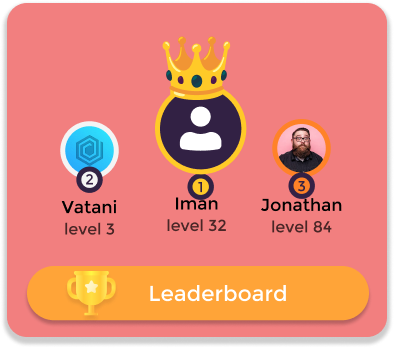 2
Vatani
level 3
1
Iman
level 32
3
Jonathan
level 84
Leaderboard